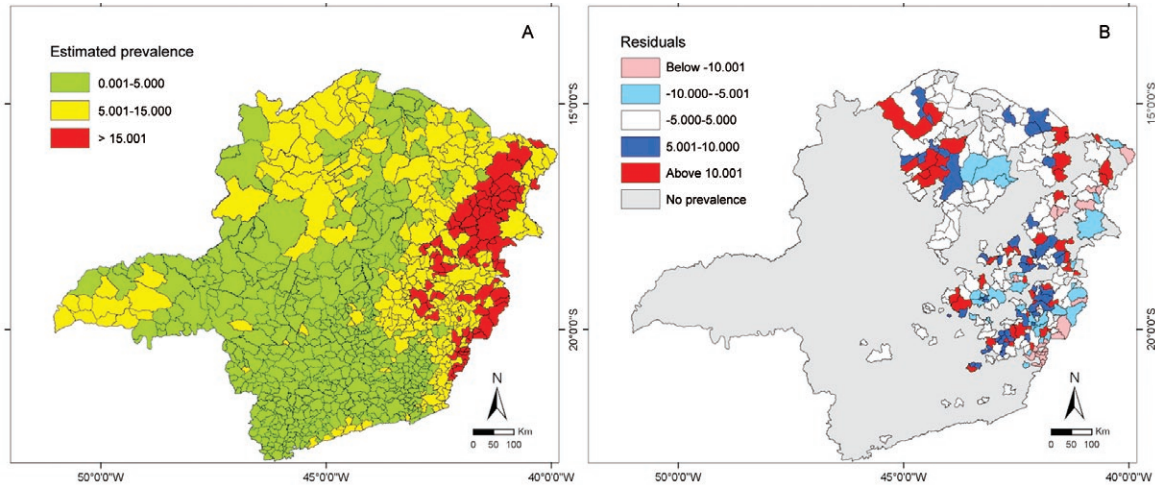 A
Estimated prevalence
0.001-5.000
5.001-15.000
> 15.001
N
Km
0 50 100
50°0'0"W
45°0'0"W
40°0'0"W
15°0'0"S
20°0'0"S
B
Residuals
Below -10.001
-10.000--5.001
-5.000-5.000
5.001-10.000
Above 10.001
No prevalence
N
Km
0 50 100
50°0'0"W
45°0'0"W
40°0'0"W
15°0'0"S
20°0'0"S